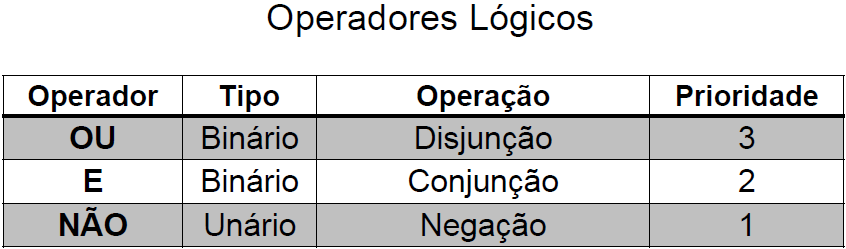 Operadores Lógicos
Operador Tipo Operação Prioridade
OU Binário Disjunção 3
E Binário Conjunção 2
NÃO Unário Negação 1